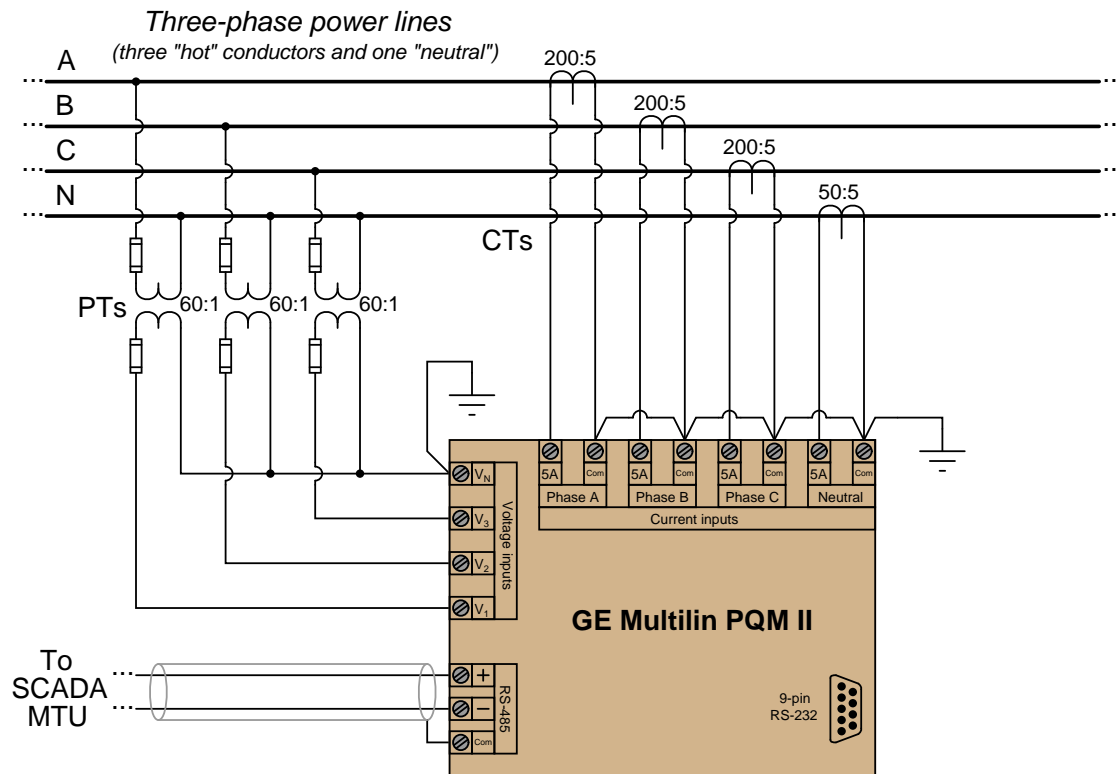 Three-phase power lines
(three "hot" conductors and one "neutral")
A
B
C
N
200:5
200:5
200:5
50:5
CTs
PTs
60:1
60:1
60:1
5A
Com
5A
Com
5A
Com
5A
Com
Phase A
Phase B
Phase C
Neutral
Current inputs
VN
V3
V2
V1
Voltage inputs
GE Multilin PQM II
To
SCADA
MTU
+
−
Com
RS-485
9-pin
RS-232